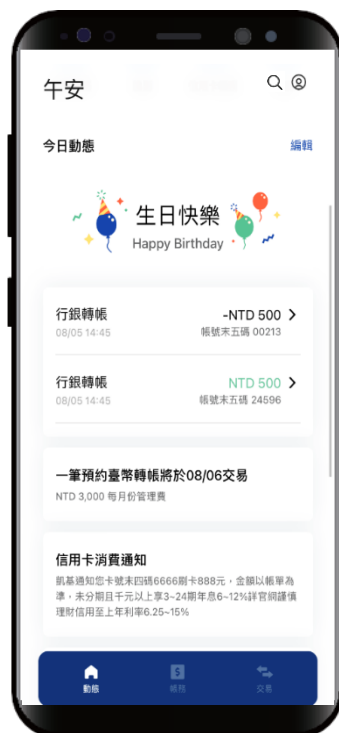 午安
今日動態 編輯
生日快樂
Happy Birthday
行銀轉帳 -NTD 500
08/05 14:45 帳號末五碼 00213
行銀轉帳 NTD 500
08/05 14:45 帳號末五碼 24596
一筆預約臺幣轉帳將於08/06交易
NTD 3,000 每月份管理費
信用卡消費通知
凱基通知您卡號末四碼6666刷卡888元，金額以帳單為
準，未分期且千元以上享3~24期年息6~12%詳官網謹慎
理財信用至上年利率6.25~15%
動態 帳務 交易